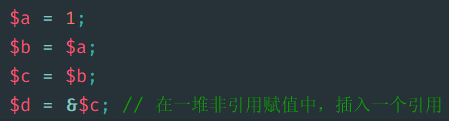 $a = 1;
$b = $a;
$c = $b;
$d = &$c; // 在一堆非引用赋值中，插入一个引用